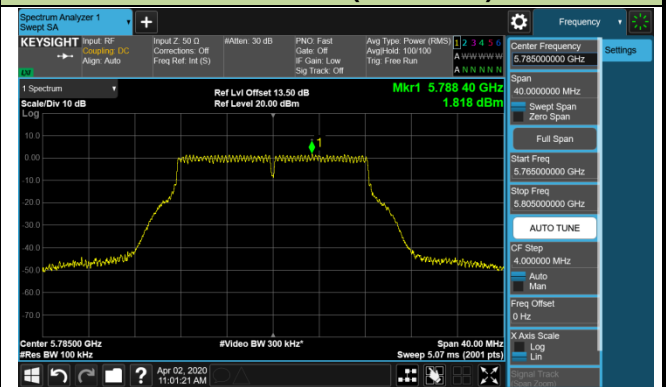 Spectrum Analyzer 1
Swept SA
Frequency
KEYSIGHT
Input: RF
Coupling: DC
Align: Auto
Input Z: 50 Ω
Corrections: Off
Freq Ref: Int (S)
#Atten: 30 dB
PNO: Fast
Gate: Off
IF Gain: Low
Sig Track: Off
Avg Type: Power (RMS)
Avg|Hold: 100/100
Trig: Free Run
1 2 3 4 5 6
A W W W W W
A N N N N N
LXI
1 Spectrum
Scale/Div 10 dB
Log
Ref Lvl Offset 13.50 dB
Ref Level 20.00 dBm
Mkr1 5.788 40 GHz
1.818 dBm
10.0
0.00
-10.0
-20.0
-30.0
-40.0
-50.0
-60.0
-70.0
1
Center 5.78500 GHz
#Res BW 100 kHz
#Video BW 300 kHz*
Span 40.00 MHz
Sweep 5.07 ms (2001 pts)
Center Frequency
5.785000000 GHz
Settings
Span
40.0000000 MHz
Swept Span
Zero Span
Full Span
Start Freq
5.765000000 GHz
Stop Freq
5.805000000 GHz
AUTO TUNE
CF Step
4.000000 MHz
Auto
Man
Freq Offset
0 Hz
X Axis Scale
Log
Lin
Signal Track
(Span Zoom)
Apr 02, 2020
11:01:21 AM